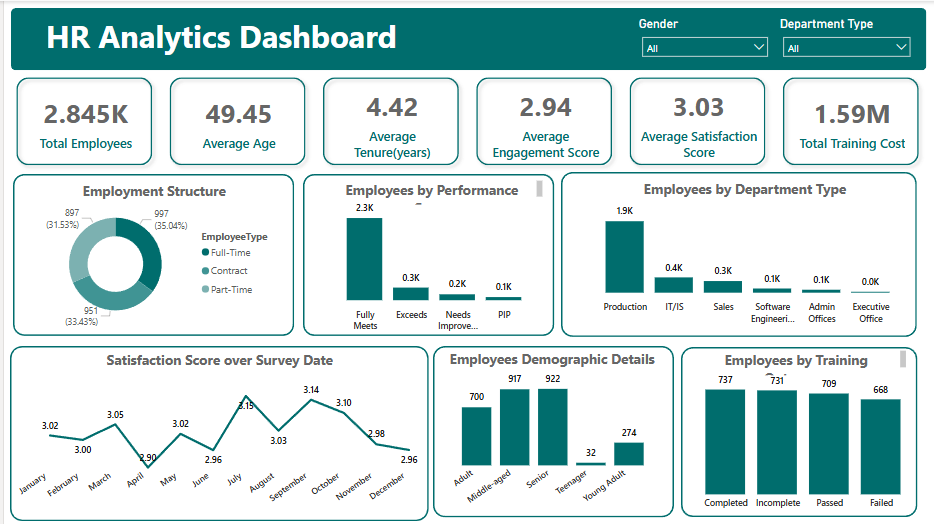 HR Analytics Dashboard
Gender
All
Department Type
All
2.845K
Total Employees
49.45
Average Age
4.42
Average
Tenure(years)
2.94
Average
Engagement Score
3.03
Average Satisfaction
Score
1.59M
Total Training Cost
Employment Structure
897
(31.53%)
997
(35.04%)
951
(33.43%)
EmployeeType
Full-Time
Contract
Part-Time
Employees by Performance
2.3K
0.3K
0.2K
0.1K
Fully
Meets
Exceeds
Needs
Improve...
PIP
Employees by Department Type
1.9K
0.4K
0.3K
0.1K
0.1K
0.0K
Production
IT/IS
Sales
Software
Engineeri...
Admin
Offices
Executive
Office
Satisfaction Score over Survey Date
3.02
3.00
3.05
2.90
3.02
2.96
3.15
3.03
3.14
3.10
2.98
2.96
January
February
March
April
May
June
July
August
September
October
November
December
Employees Demographic Details
700
917
922
32
274
Adult
Middle-aged
Senior
Teenager
Young Adult
Employees by Training
737
731
709
668
Completed
Incomplete
Passed
Failed